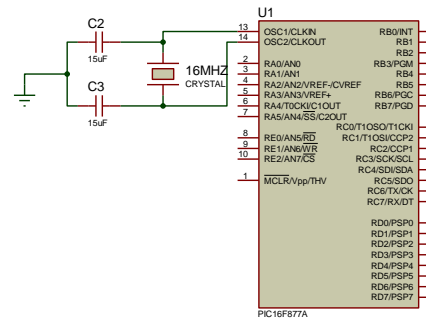 C2
15uF
C3
15uF
16MHZ
CRYSTAL
U1
13 OSC1/CLKIN
14 OSC2/CLKOUT
2 RA0/AN0
3 RA1/AN1
4 RA2/AN2/VREF-/CVREF
5 RA3/AN3/VREF+
6 RA4/T0CKI/C1OUT
7 RA5/AN4/SS/C2OUT
8 RE0/AN5/RD
9 RE1/AN6/WR
10 RE2/AN7/CS
1 MCLR/Vpp/THV
RB0/INT
RB1
RB2
RB3/PGM
RB4
RB5
RB6/PGC
RB7/PGD
RC0/T1OSO/T1CKI
RC1/T1OSI/CCP2
RC2/CCP1
RC3/SCK/SCL
RC4/SDI/SDA
RC5/SDO
RC6/TX/CK
RC7/RX/DT
RD0/PSP0
RD1/PSP1
RD2/PSP2
RD3/PSP3
RD4/PSP4
RD5/PSP5
RD6/PSP6
RD7/PSP7
PIC16F877A